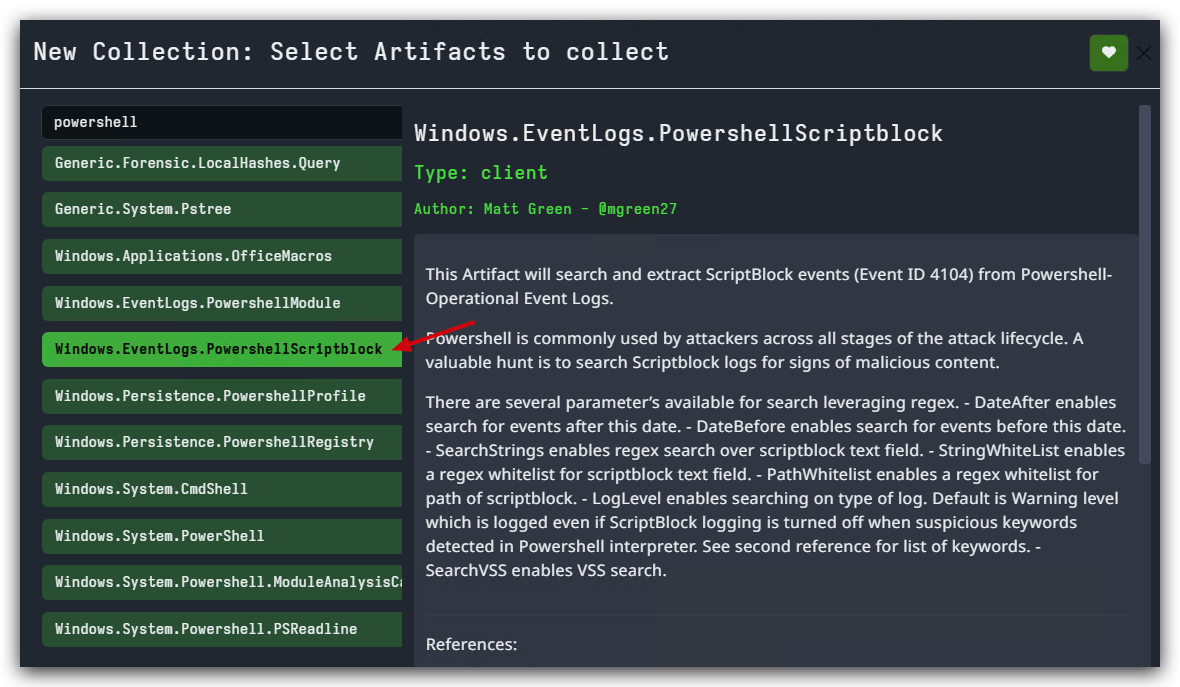 New Collection: Select Artifacts to collect
powershell
Generic.Forensic.LocalHashes.Query
Generic.System.Pstree
Windows.Applications.OfficeMacros
Windows.EventLogs.PowershellModule
Windows.EventLogs.PowershellScriptblock
Windows.Persistence.PowershellProfile
Windows.Persistence.PowershellRegistry
Windows.System.CmdShell
Windows.System.PowerShell
Windows.System.Powershell.ModuleAnalysisCa
Windows.System.Powershell.PSReadline
Windows.EventLogs.PowershellScriptblock
Type: client
Author: Matt Green - @mgreen27
This Artifact will search and extract ScriptBlock events (Event ID 4104) from Powershell-
Operational Event Logs.
Powershell is commonly used by attackers across all stages of the attack lifecycle. A
valuable hunt is to search Scriptblock logs for signs of malicious content.
There are several parameter’s available for search leveraging regex. - DateAfter enables
search for events after this date. - DateBefore enables search for events before this date.
- SearchStrings enables regex search over scriptblock text field. - StringWhiteList enables
a regex whitelist for scriptblock text field. - PathWhitelist enables a regex whitelist for
path of scriptblock. - LogLevel enables searching on type of log. Default is Warning level
which is logged even if ScriptBlock logging is turned off when suspicious keywords
detected in Powershell interpreter. See second reference for list of keywords. -
SearchVSS enables VSS search.
References: